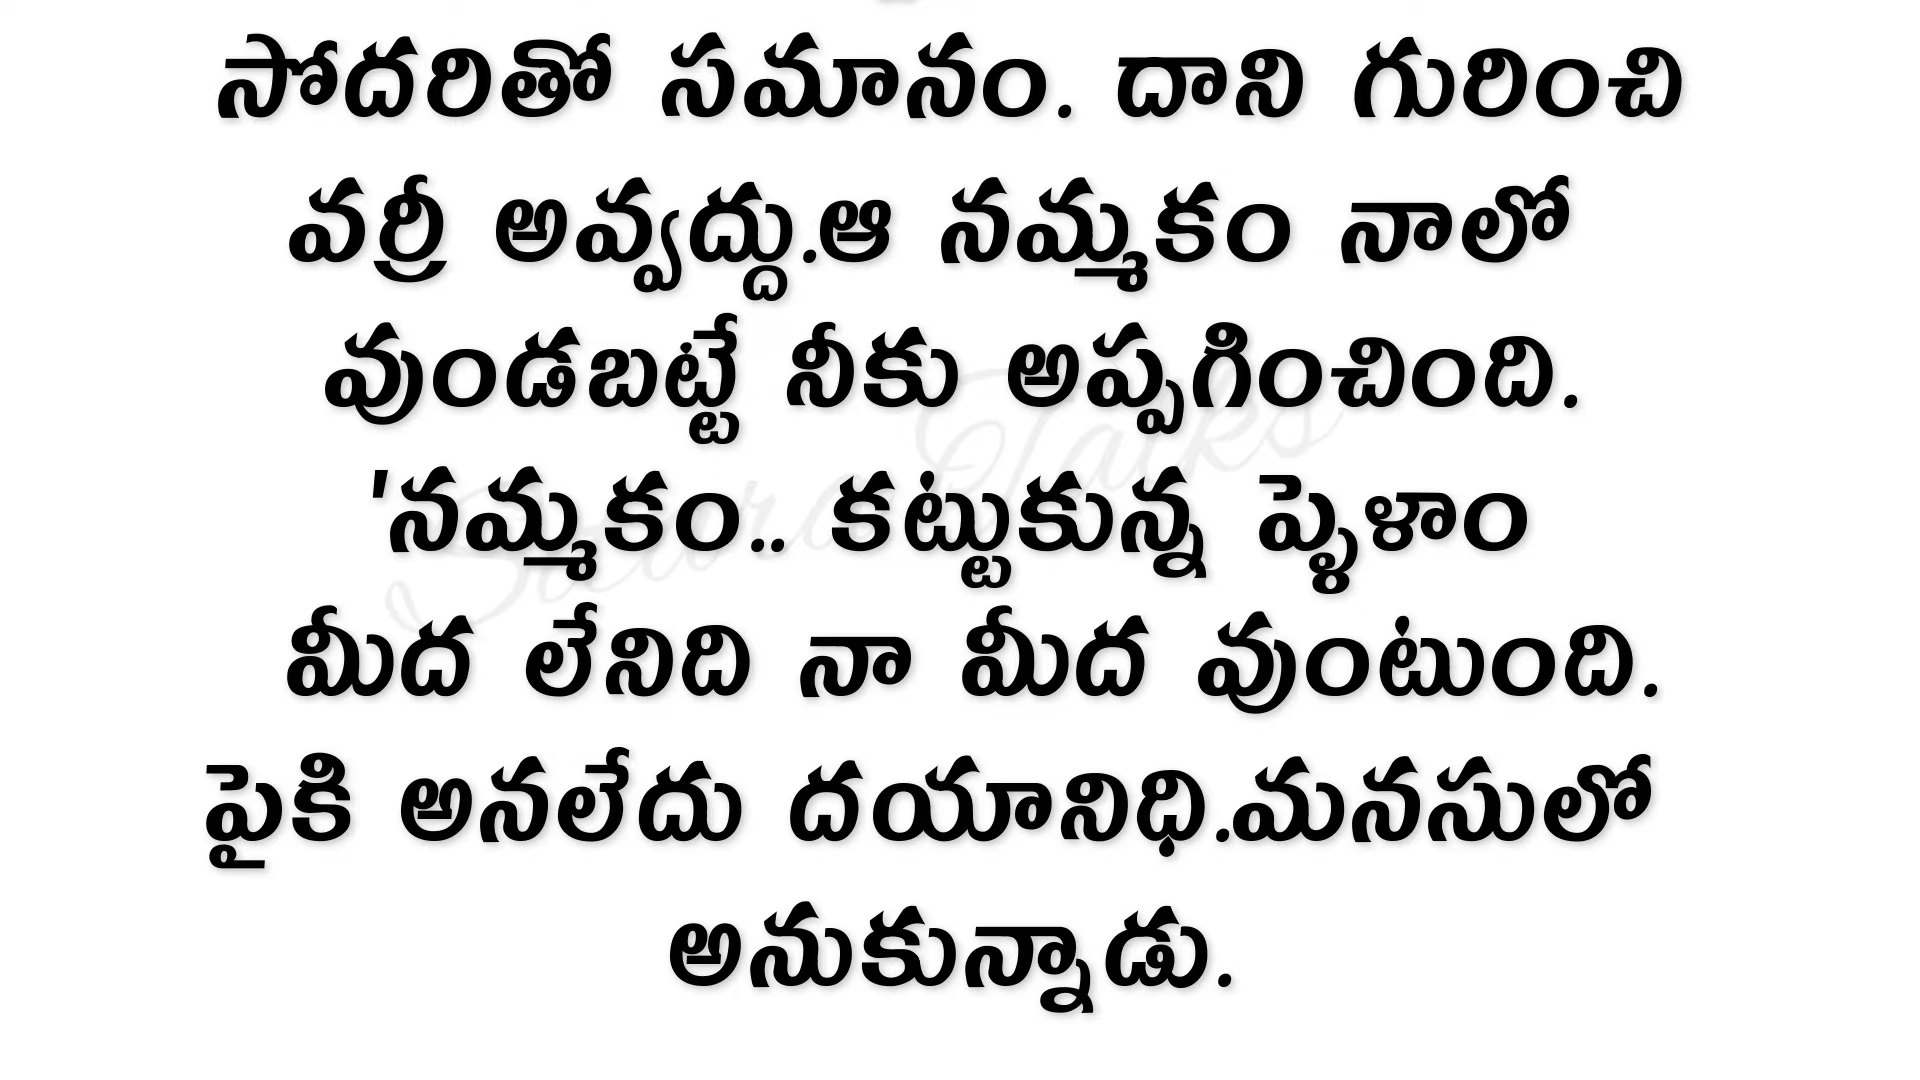 సోదరితో సమానం. దాని గురించి
వర్రీ అవ్వద్దు.ఆ నమ్మకం నాలో
వుండబట్టే నీకు అప్పగించింది.
'నమ్మకం.. కట్టుకున్న పెళ్ళాం
మీద లేనిది నా మీద వుంటుంది.
పైకి అనలేదు దయానిధి.మనసులో
అనుకున్నాడు.